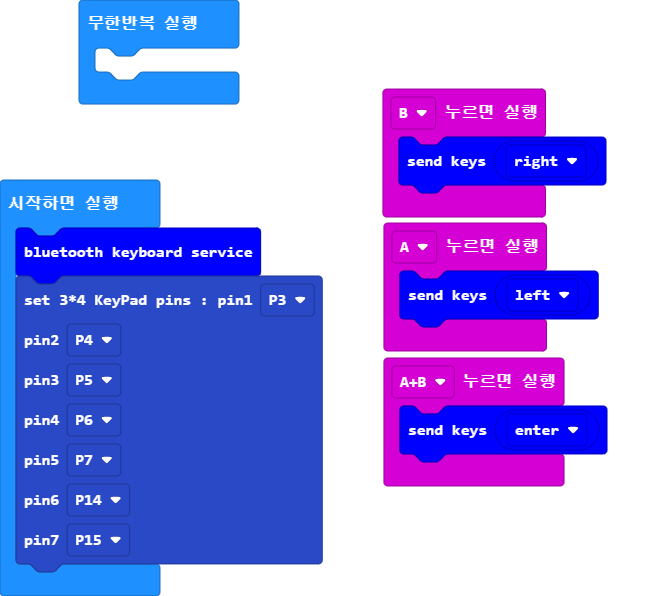 무한반복 실행
B 누르면 실행
send keys right
시작하면 실행
bluetooth keyboard service
set 3*4 KeyPad pins : pin1 P3
pin2 P4
pin3 P5
pin4 P6
pin5 P7
pin6 P14
pin7 P15
A 누르면 실행
send keys left
A+B 누르면 실행
send keys enter